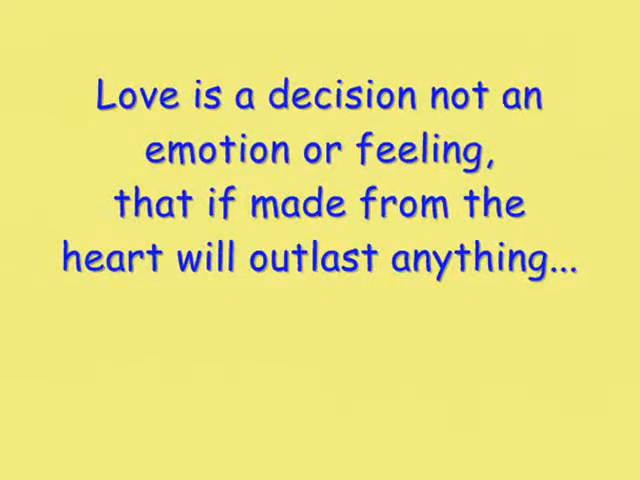 Love is a decision not an
emotion or feeling,
that if made from the
heart will outlast anything...